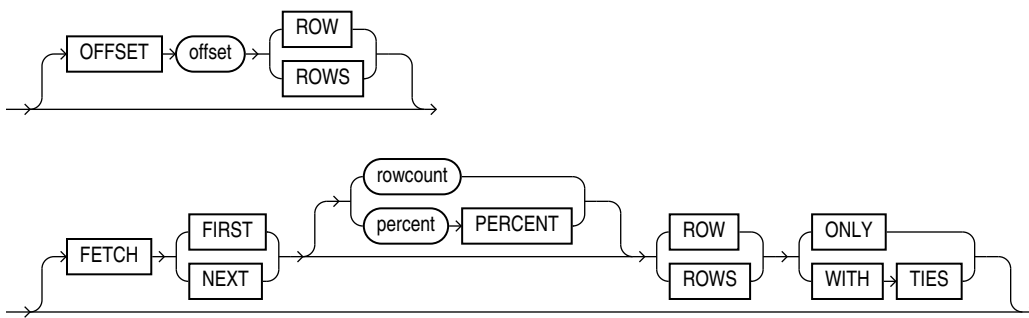 OFFSET offset ROW
ROWS
rowcount
percent PERCENT
FETCH FIRST ROW ONLY
NEXT ROWS WITH TIES